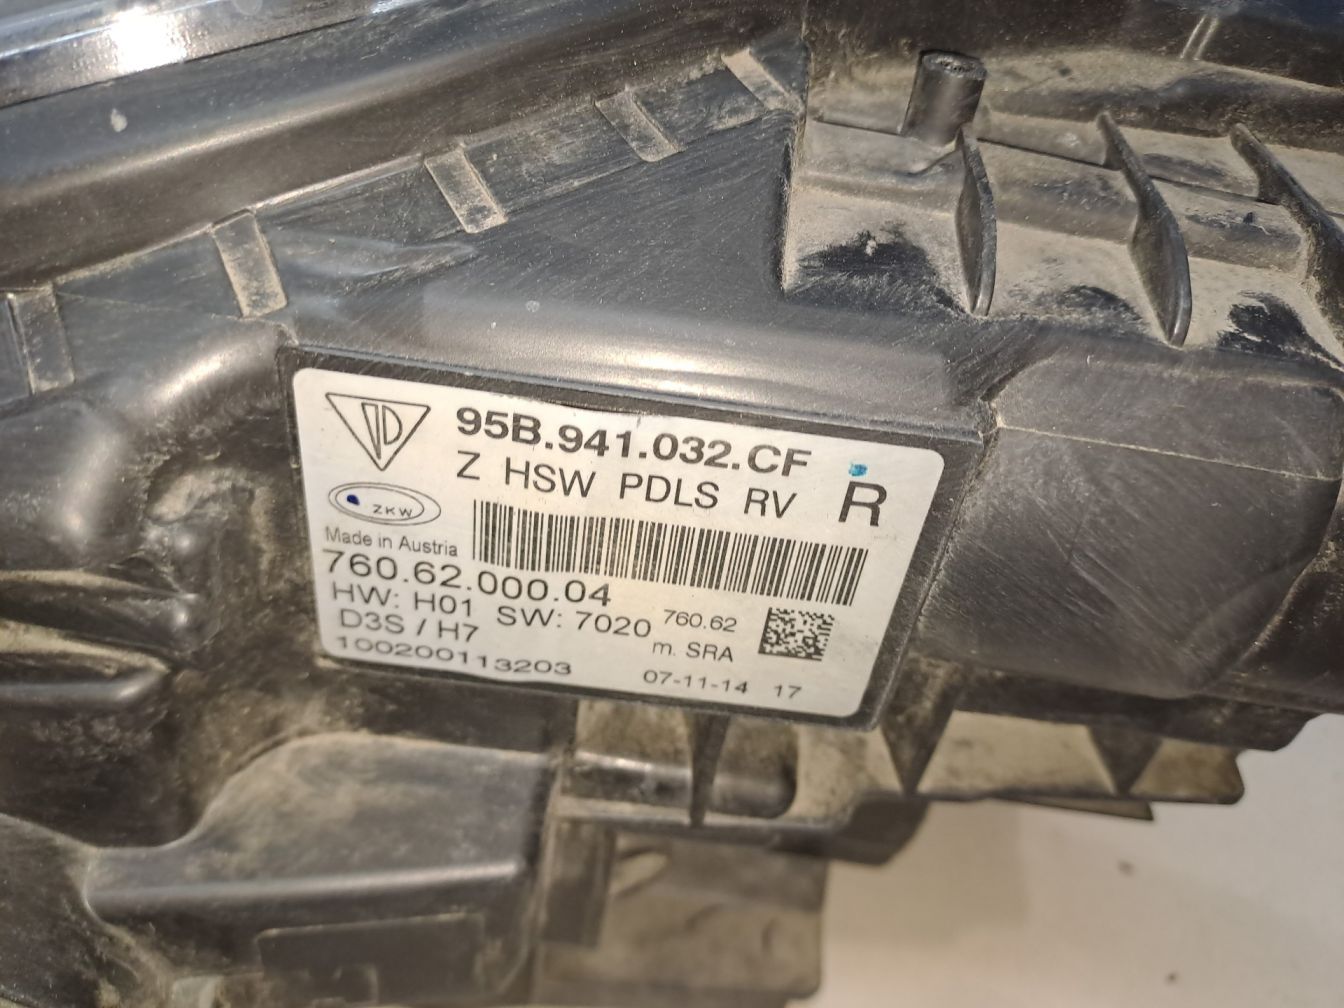 95B.941.032.CF
Z HSW PDLS RV R
ZKW
Made in Austria
760.62.000.04
HW: H01 SW: 7020 760.62
D3S / H7 m. SRA
100200113203 07-11-14 17